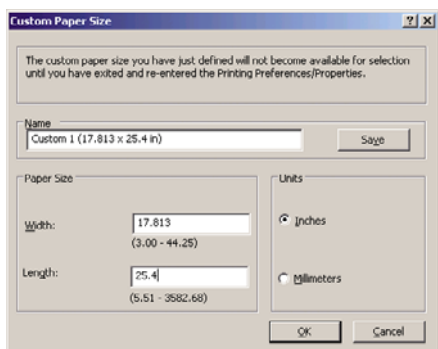 Custom Paper Size
The custom paper size you have just defined will not become available for selection
until you have exited and re-entered the Printing Preferences/Properties.
Name
Custom 1 (17.813 x 25.4 in)
Save
Paper Size
Width:
17.813
(3.00 - 44.25)
Length:
25.4
(5.51 - 3582.68)
Units
Inches
Millimeters
OK
Cancel